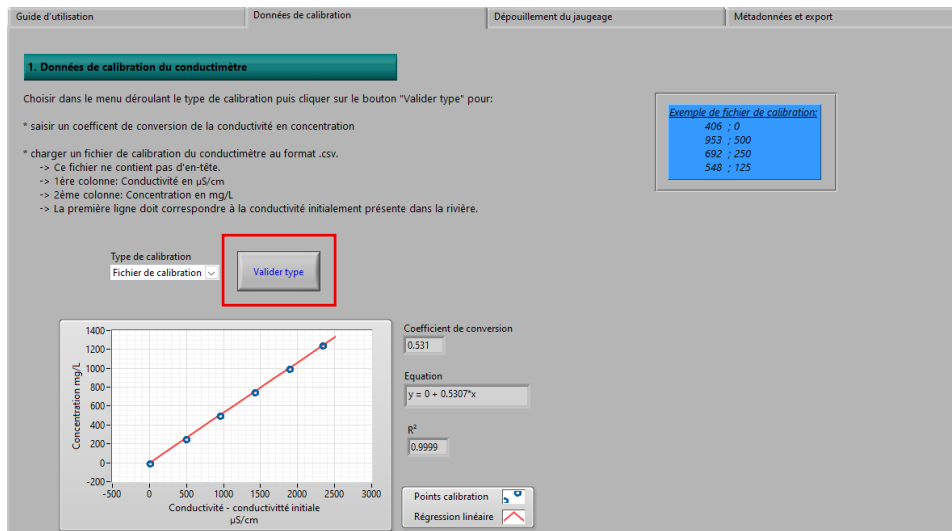 Guide d'utilisation
Données de calibration
Dépouillement du jaugeage
Métadonnées et export
1. Données de calibration du conductimètre
Choisir dans le menu déroulant le type de calibration puis cliquer sur le bouton "Valider type" pour:
* saisir un coefficent de conversion de la conductivité en concentration
* charger un fichier de calibration du conductimètre au format .csv.
-> Ce fichier ne contient pas d'en-tête.
-> 1ère colonne: Conductivité en µS/cm
-> 2ème colonne: Concentration en mg/L
-> La première ligne doit correspondre à la conductivité initialement présente dans la rivière.
Exemple de fichier de calibration:
406 ; 0
953 ; 500
692 ; 250
548 ; 125
Type de calibration
Fichier de calibration
Valider type
Concentration mg/L
1400
1200
1000
800
600
400
200
0
-200
-500 0 500 1000 1500 2000 2500 3000
Conductivité - conductivitté initiale
µS/cm
Coefficient de conversion
0.531
Equation
y = 0 + 0.5307*x
R²
0.9999
Points calibration
Régression linéaire